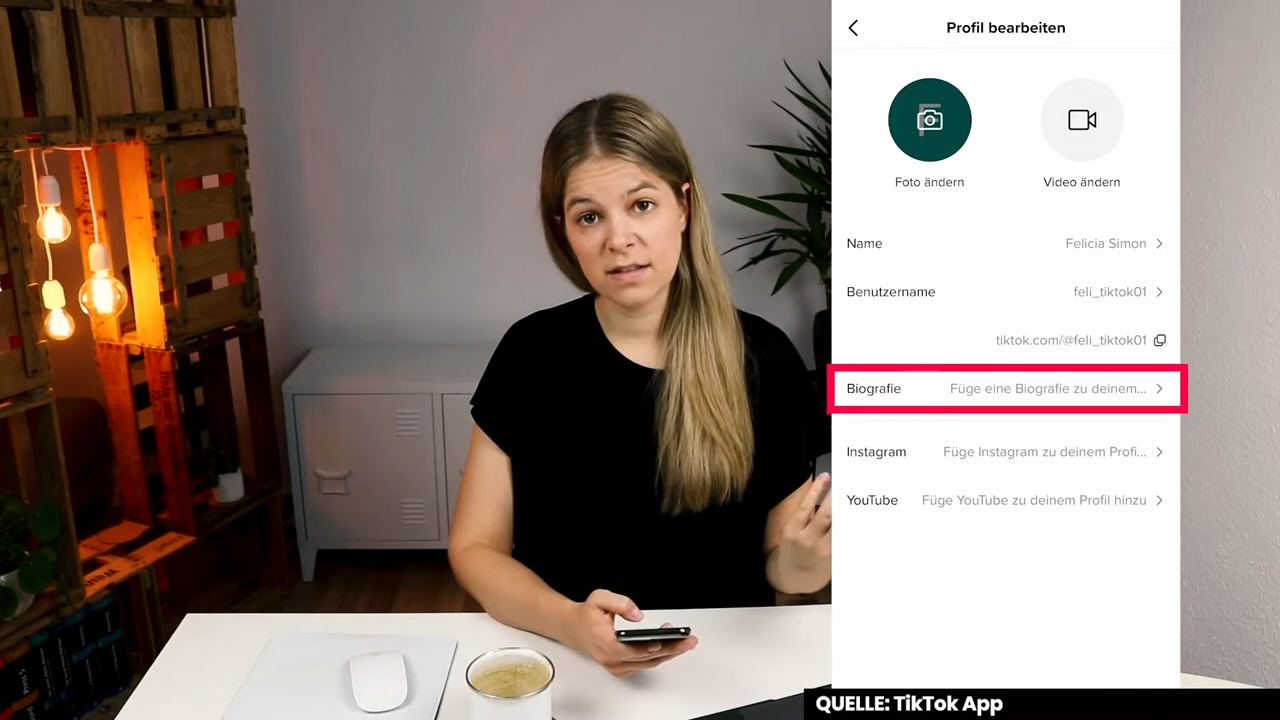 Profil bearbeiten
F
Foto ändern
Video ändern
Name Felicia Simon
Benutzername feli_tiktok01
tiktok.com/@feli_tiktok01
Biografie Füge eine Biografie zu deinem...
Instagram Füge Instagram zu deinem Profi...
YouTube Füge YouTube zu deinem Profil hinzu
QUELLE: TikTok App